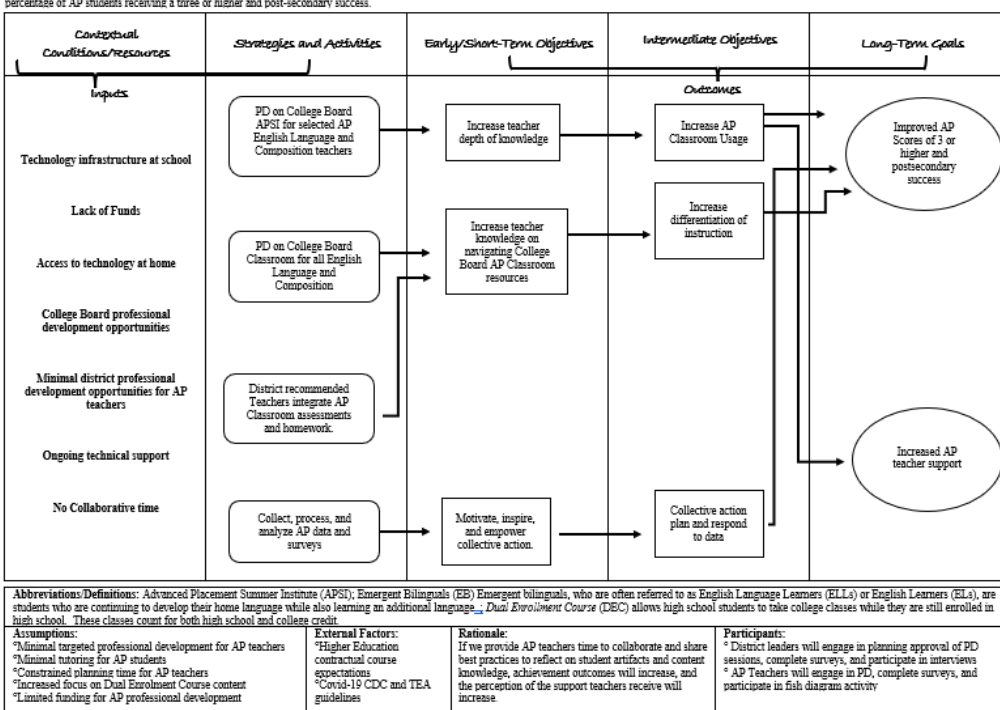 percentage of AP students receiving a three or higher and post-secondary success.
Contextual
Conditions/Resources
Strategies and Activities
Early/Short-Term Objectives
Intermediate Objectives
Long-Term Goals
Inputs
Outcomes
Technology infrastructure at school
Lack of Funds
Access to technology at home
College Board professional
development opportunities
Minimal district professional
development opportunities for AP
teachers
Ongoing technical support
No Collaborative time
PD on College Board
APSI for selected AP
English Language and
Composition teachers
PD on College Board
Classroom for all English
Language and
Composition
District recommended
Teachers integrate AP
Classroom assessments
and homework.
Collect, process, and
analyze AP data and
surveys
Increase teacher
depth of knowledge
Increase teacher
knowledge on
navigating College
Board AP Classroom
resources
Motivate, inspire,
and empower
collective action.
Increase AP
Classroom Usage
Increase
differentiation of
instruction
Collective action
plan and respond
to data
Improved AP
Scores of 3 or
higher and
postsecondary
success
Increased AP
teacher support
Abbreviations/Definitions: Advanced Placement Summer Institute (APSI); Emergent Bilinguals (EB) Emergent bilinguals, who are often referred to as English Language Learners (ELLs) or English Learners (ELs), are
students who are continuing to develop their home language while also learning an additional language ; Dual Enrollment Course (DEC) allows high school students to take college classes while they are still enrolled in
high school. These classes count for both high school and college credit.
Assumptions:
°Minimal targeted professional development for AP teachers
°Minimal tutoring for AP students
°Constrained planning time for AP teachers
°Increased focus on Dual Enrolment Course content
°Limited funding for AP professional development
External Factors:
°Higher Education
contractual course
expectations
°Covid-19 CDC and TEA
guidelines
Rationale:
If we provide AP teachers time to collaborate and share
best practices to reflect on student artifacts and content
knowledge, achievement outcomes will increase, and
the perception of the support teachers receive will
increase.
Participants:
° District leaders will engage in planning approval of PD
sessions, complete surveys, and participate in interviews
° AP Teachers will engage in PD, complete surveys, and
participate in fish diagram activity